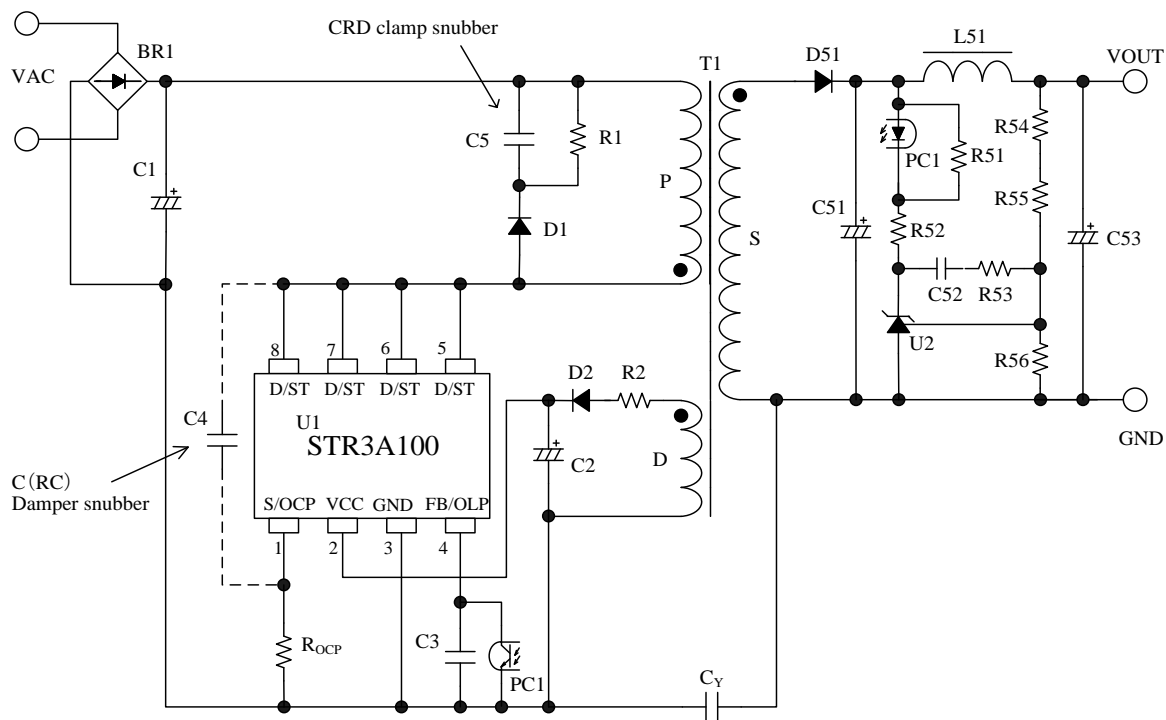 CRD clamp snubber
VAC
BR1
C1
C5
R1
D1
P
T1
S
D51
L51
VOUT
PC1
R51
R54
R55
C51
R52
C53
C52
R53
U2
R56
GND
8
7
6
5
D/ST
D/ST
D/ST
D/ST
U1
STR3A100
C4
C(RC)
Damper snubber
S/OCP
VCC
GND
FB/OLP
1
2
3
4
D2
R2
C2
D
ROCP
C3
PC1
CY